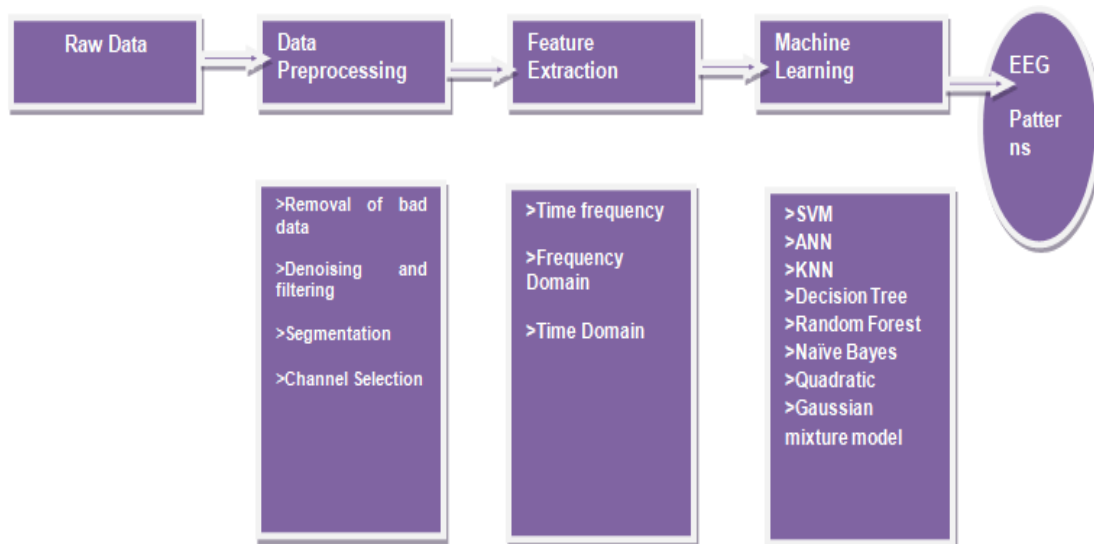 Raw Data
Data
Preprocessing
Feature
Extraction
Machine
Learning
EEG
Patter
ns
>Removal of bad
data
>Denoising and
filtering
>Segmentation
>Channel Selection
>Time frequency
>Frequency
Domain
>Time Domain
>SVM
>ANN
>KNN
>Decision Tree
>Random Forest
>Naïve Bayes
>Quadratic
>Gaussian
mixture model